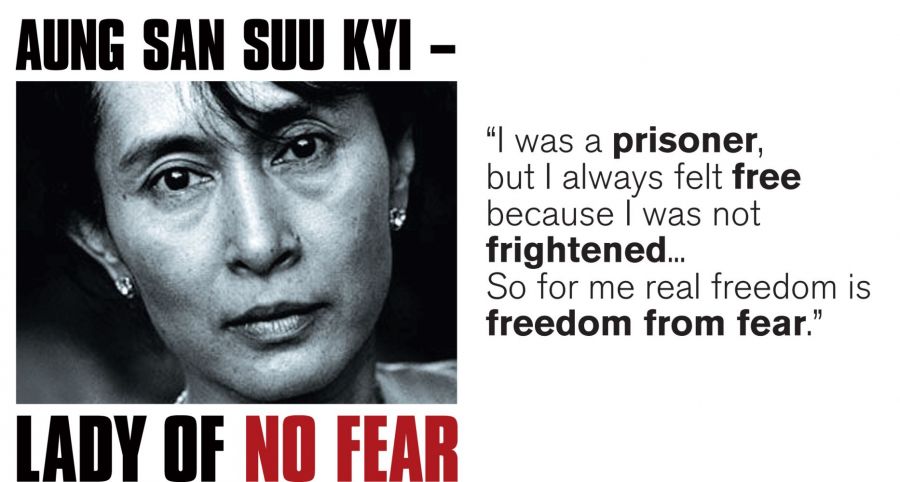 AUNG SAN SUU KYI –
LADY OF NO FEAR
“I was a prisoner,
but I always felt free
because I was not
frightened...
So for me real freedom is
freedom from fear.”